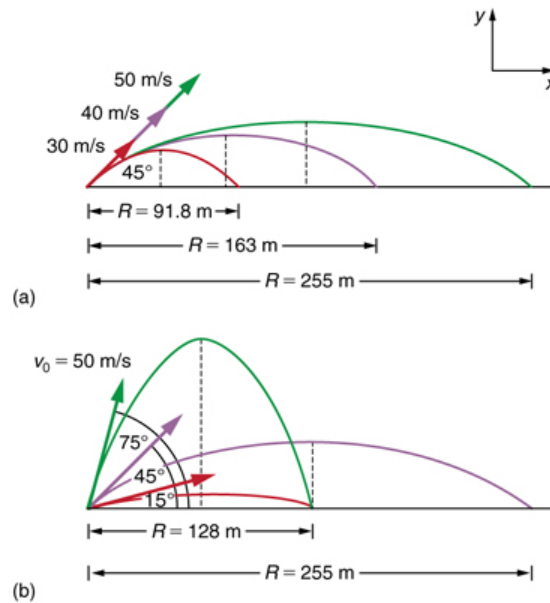 y
x
50 m/s
40 m/s
30 m/s
45°
R = 91.8 m
R = 163 m
R = 255 m
(a)
v₀ = 50 m/s
75°
45°
15°
R = 128 m
R = 255 m
(b)